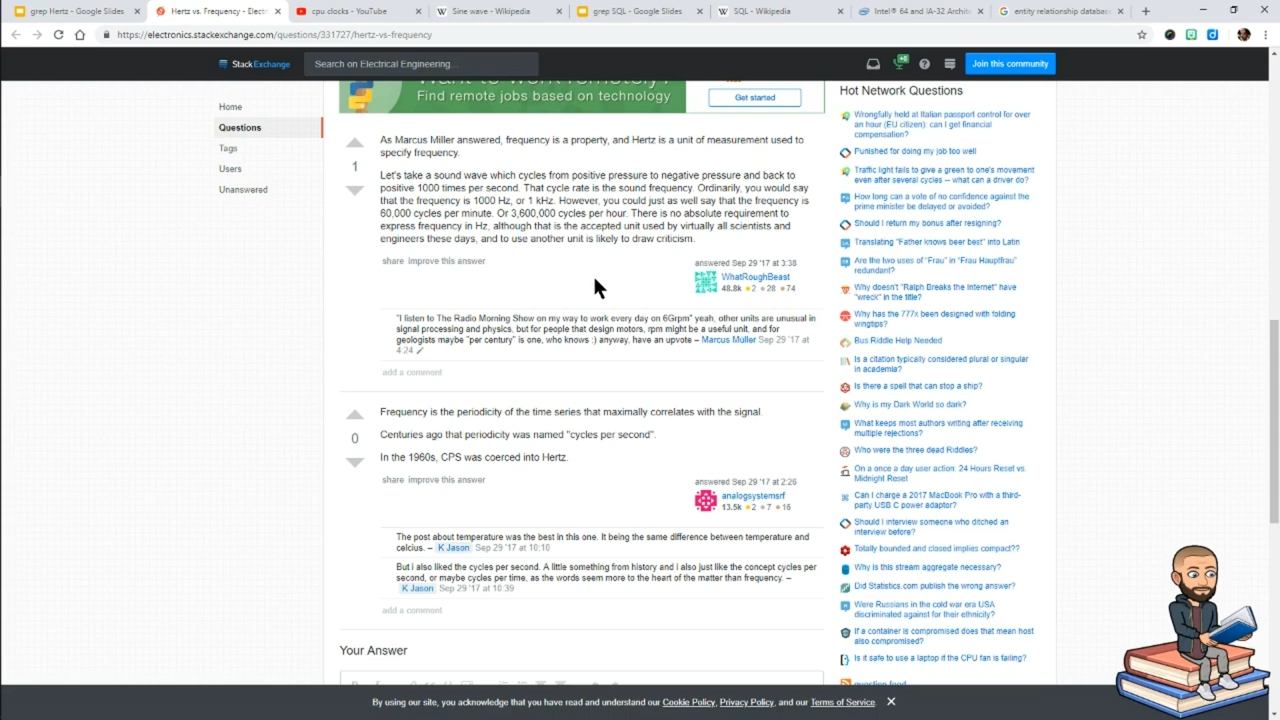 grep Hertz - Google Slides
Hertz vs. Frequency - Electr
cpu clocks - YouTube
Sine wave - Wikipedia
grep SQL - Google Slides
SQL - Wikipedia
Intel® 64 and IA-32 Archite
entity relationship databas
https://electronics.stackexchange.com/questions/331727/hertz-vs-frequency
StackExchange
Search on Electrical Engineering...
+8
Join this community
Find remote jobs based on technology
Get started
Home
Questions
Tags
Users
Unanswered
1
As Marcus Miller answered, frequency is a property, and Hertz is a unit of measurement used to
specify frequency.
Let's take a sound wave which cycles from positive pressure to negative pressure and back to
positive 1000 times per second. That cycle rate is the sound frequency. Ordinarily, you would say
that the frequency is 1000 Hz, or 1 kHz. However, you could just as well say that the frequency is
60,000 cycles per minute. Or 3,600,000 cycles per hour. There is no absolute requirement to
express frequency in Hz, although that is the accepted unit used by virtually all scientists and
engineers these days, and to use another unit is likely to draw criticism.
share improve this answer
answered Sep 29 '17 at 3:38
WhatRoughBeast
48.8k 2 28 74
"I listen to The Radio Morning Show on my way to work every day on 6Grpm" yeah, other units are unusual in
signal processing and physics, but for people that design motors, rpm might be a useful unit, and for
geologists maybe "per century" is one, who knows :) anyway, have an upvote – Marcus Müller Sep 29 '17 at
4:24
add a comment
0
Frequency is the periodicity of the time series that maximally correlates with the signal.
Centuries ago that periodicity was named "cycles per second".
In the 1960s, CPS was coerced into Hertz.
share improve this answer
answered Sep 29 '17 at 2:26
analogsystemsrf
13.5k 2 7 16
The post about temperature was the best in this one. It being the same difference between temperature and
celcius. – K Jason Sep 29 '17 at 10:10
But i also liked the cycles per second. A little something from history and i also just like the concept cycles per
second, or maybe cycles per time, as the words seem more to the heart of the matter than frequency. –
K Jason Sep 29 '17 at 10:39
add a comment
Your Answer
Hot Network Questions
Wrongfully held at Italian passport control for over
an hour (EU citizen): can I get financial
compensation?
Punished for doing my job too well
Traffic light fails to give a green to one's movement
even after several cycles -- what can a driver do?
How long can a vote of no confidence against the
prime minister be delayed or avoided?
Should I return my bonus after resigning?
Translating "Father knows beer best" into Latin
Are the two uses of "Frau" in "Frau Hauptfrau"
redundant?
Why doesn't "Ralph Breaks the Internet" have
"wreck" in the title?
Why has the 777x been designed with folding
wingtips?
Bus Riddle Help Needed
Is a citation typically considered plural or singular
in academia?
Is there a spell that can stop a ship?
Why is my Dark World so dark?
What keeps most authors writing after receiving
multiple rejections?
Who were the three dead Riddles?
On a once a day user action: 24 Hours Reset vs.
Midnight Reset
Can I charge a 2017 MacBook Pro with a third-
party USB C power adaptor?
Should I interview someone who ditched an
interview before?
Totally bounded and closed implies compact??
Why is this stream aggregate necessary?
Did Statistics.com publish the wrong answer?
Were Russians in the cold war era USA
discriminated against for their ethnicity?
If a container is compromised does that mean host
also compromised?
Is it safe to use a laptop if the CPU fan is failing?
question feed
By using our site, you acknowledge that you have read and understand our Cookie Policy, Privacy Policy, and our Terms of Service.